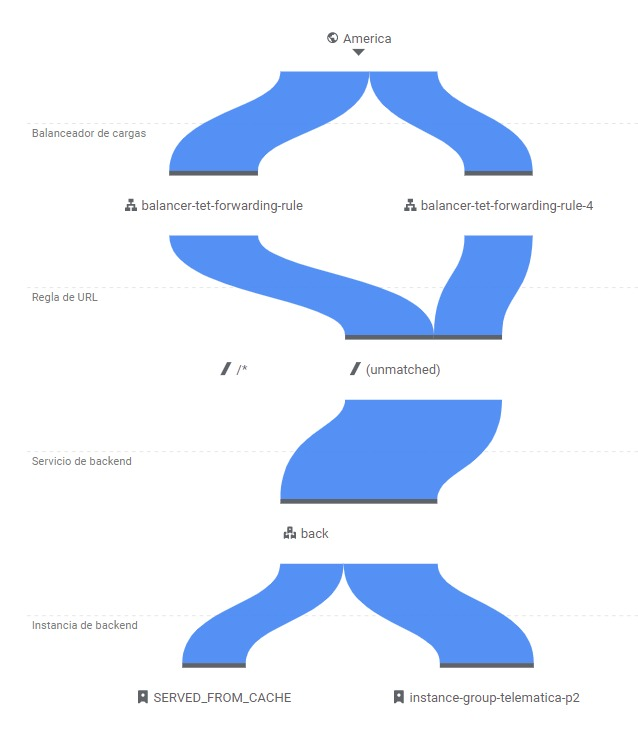 America
Balanceador de cargas
balancer-tet-forwarding-rule
balancer-tet-forwarding-rule-4
Regla de URL
/*
(unmatched)
Servicio de backend
back
Instancia de backend
SERVED_FROM_CACHE
instance-group-telematica-p2